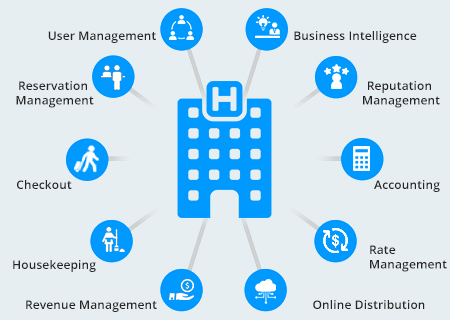 User Management
Business Intelligence
Reservation
Management
Reputation
Management
H
Checkout
Accounting
Housekeeping
Rate
Management
Revenue Management
Online Distribution
$
$